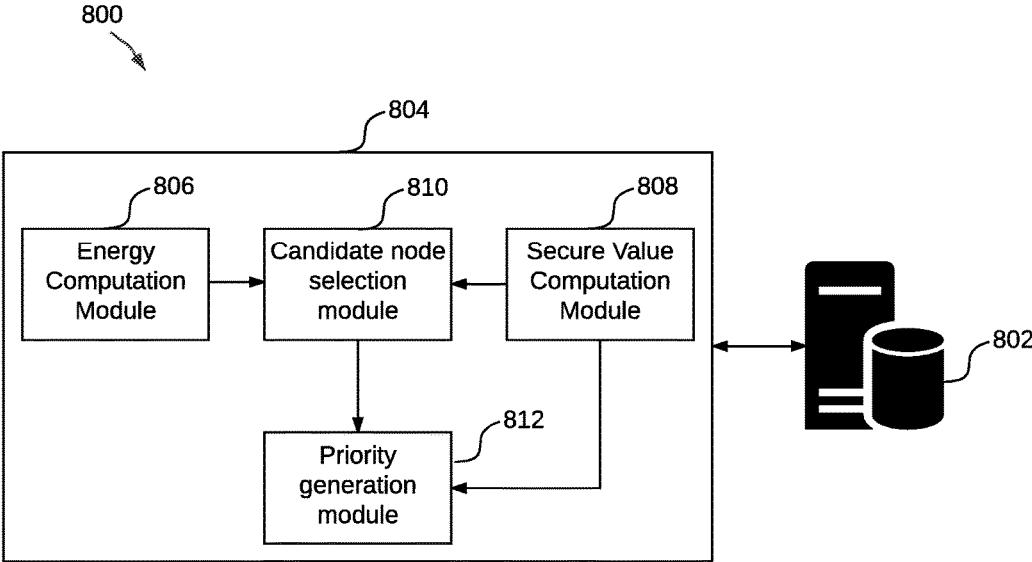 800
804
806
810
808
Energy
Computation
Module
Candidate node
selection
module
Secure Value
Computation
Module
802
812
Priority
generation
module